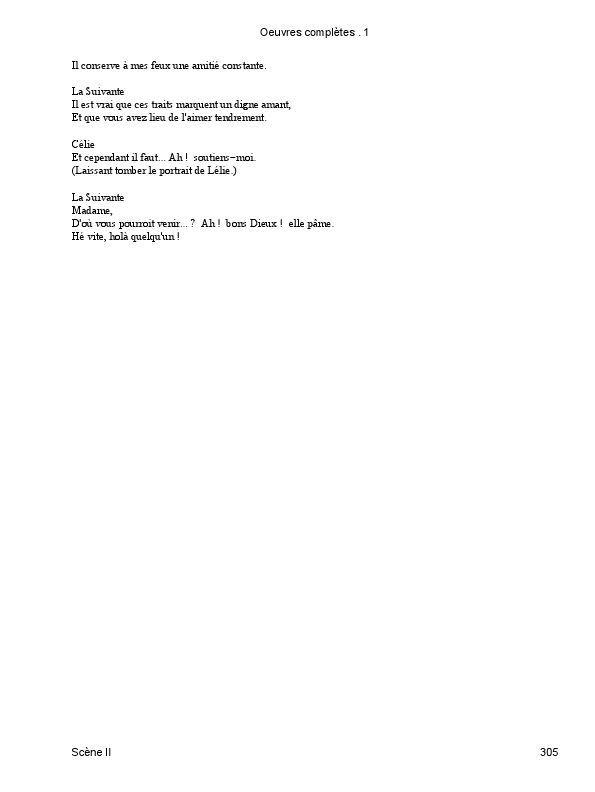 Oeuvres complètes . 1
Il conserve à mes feux une amitié constante.
La Suivante
Il est vrai que ces traits marquent un digne amant,
Et que vous avez lieu de l'aimer tendrement.
Célie
Et cependant il faut... Ah ! soutiens−moi.
(Laissant tomber le portrait de Lélie.)
La Suivante
Madame,
D'où vous pourroit venir... ? Ah ! bons Dieux ! elle pâme.
Hé vite, holà quelqu'un !
Scène II
305